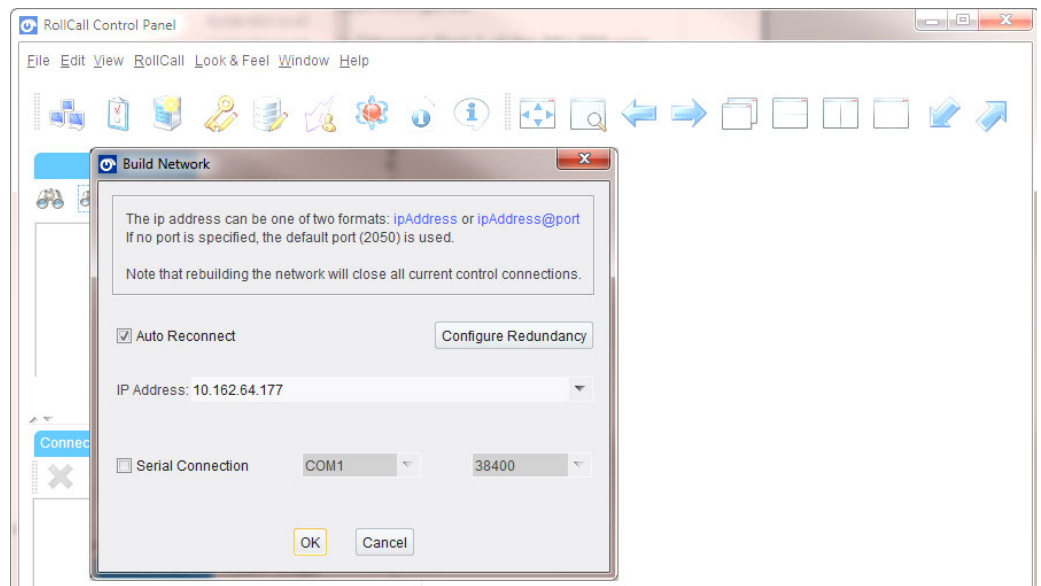 RollCall Control Panel
File Edit View RollCall Look & Feel Window Help
Build Network
The ip address can be one of two formats: ipAddress or ipAddress@port
If no port is specified, the default port (2050) is used.
Note that rebuilding the network will close all current control connections.
Auto Reconnect
Configure Redundancy
IP Address: 10.162.64.177
Connec
Serial Connection COM1 38400
OK Cancel